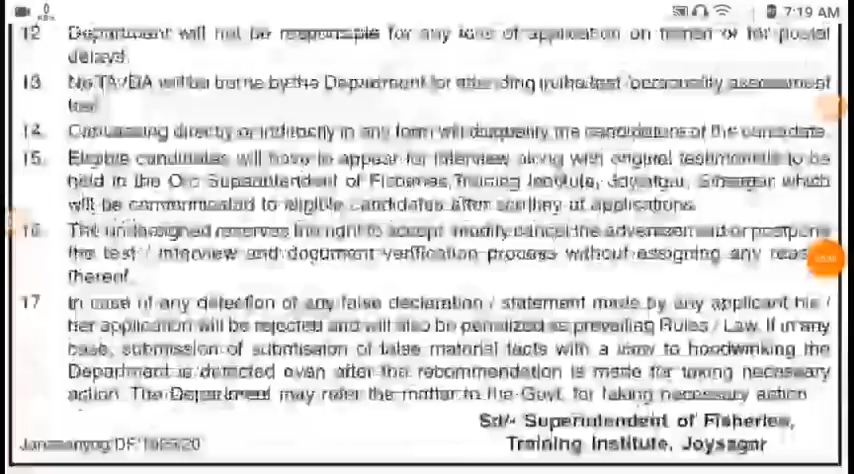 0
KB/s
7:19 AM
12 Department will not be responsible for any loss of application on transit or for postal
delays.
13. No TA/DA will be borne by the Department for attending in the test /personality assessment
test
14. Canvassing directly or indirectly in any form will disqualify the candidature of the candidate.
15. Eligible candidates will have to appear for interview along with original testimonials to be
held in the O/o Superintendent of Fisheries, Training Institute, Joysagar, Sivasagar which
will be communicated to eligible candidates after scrutiny of applications.
16. The undersigned reserves the right to accept modify cancel the advertisement or postpone
the test / interview and document verification process without assigning any
thereof.
17 In case of any detection of any false declaration / statement made by any applicant his /
her application will be rejected and will also be penalized as prevailing Rules / Law. If in any
case, submission of submission of false material facts with a view to hoodwinking the
Department is detected even after the recommendation is made for taking necessary
action. The Department may refer the matter to the Govt. for taking necessary action
Sd/- Superintendent of Fisheries,
Training Institute, Joysagar
Janasanyog/DF/